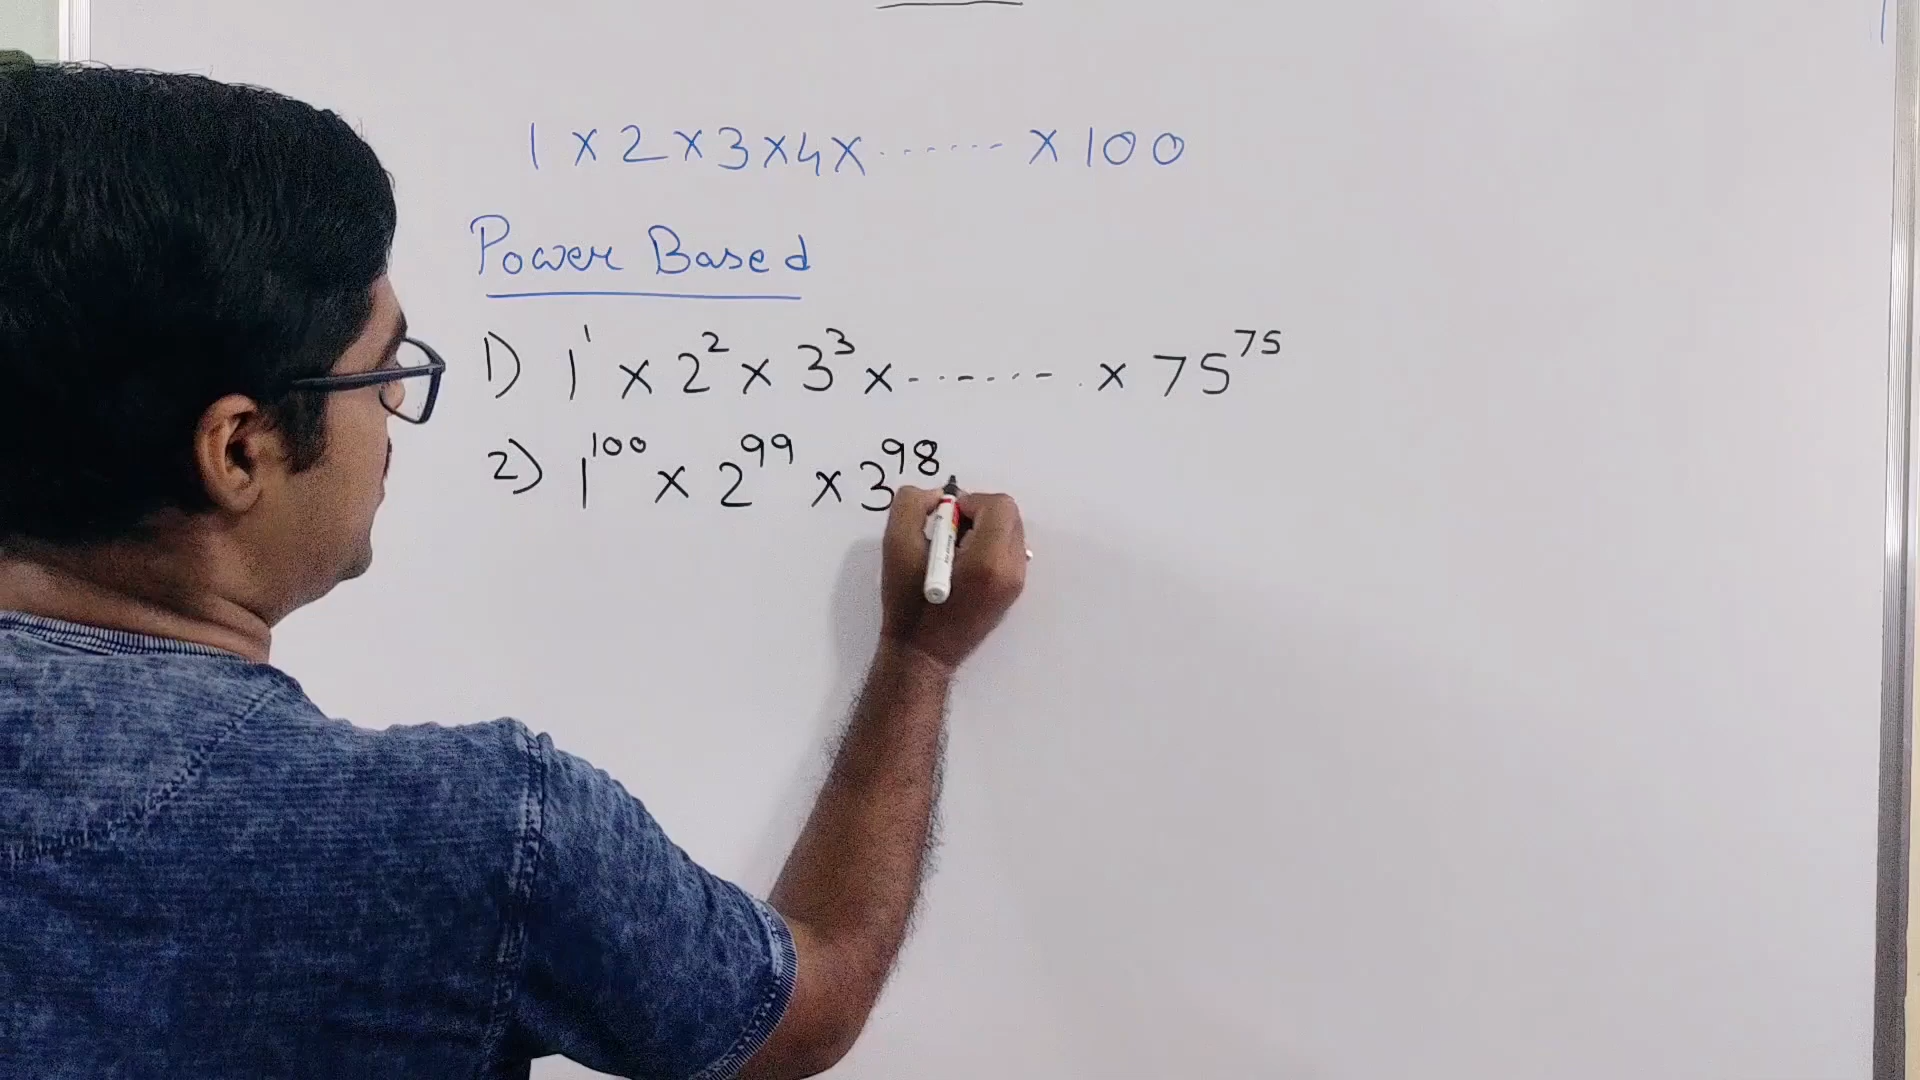 1 × 2 × 3 × 4 × ....... × 100
Power Based
1) 1¹ × 2² × 3³ × ....... × 75⁷⁵
2) 1¹⁰⁰ × 2⁹⁹ × 3⁹⁸